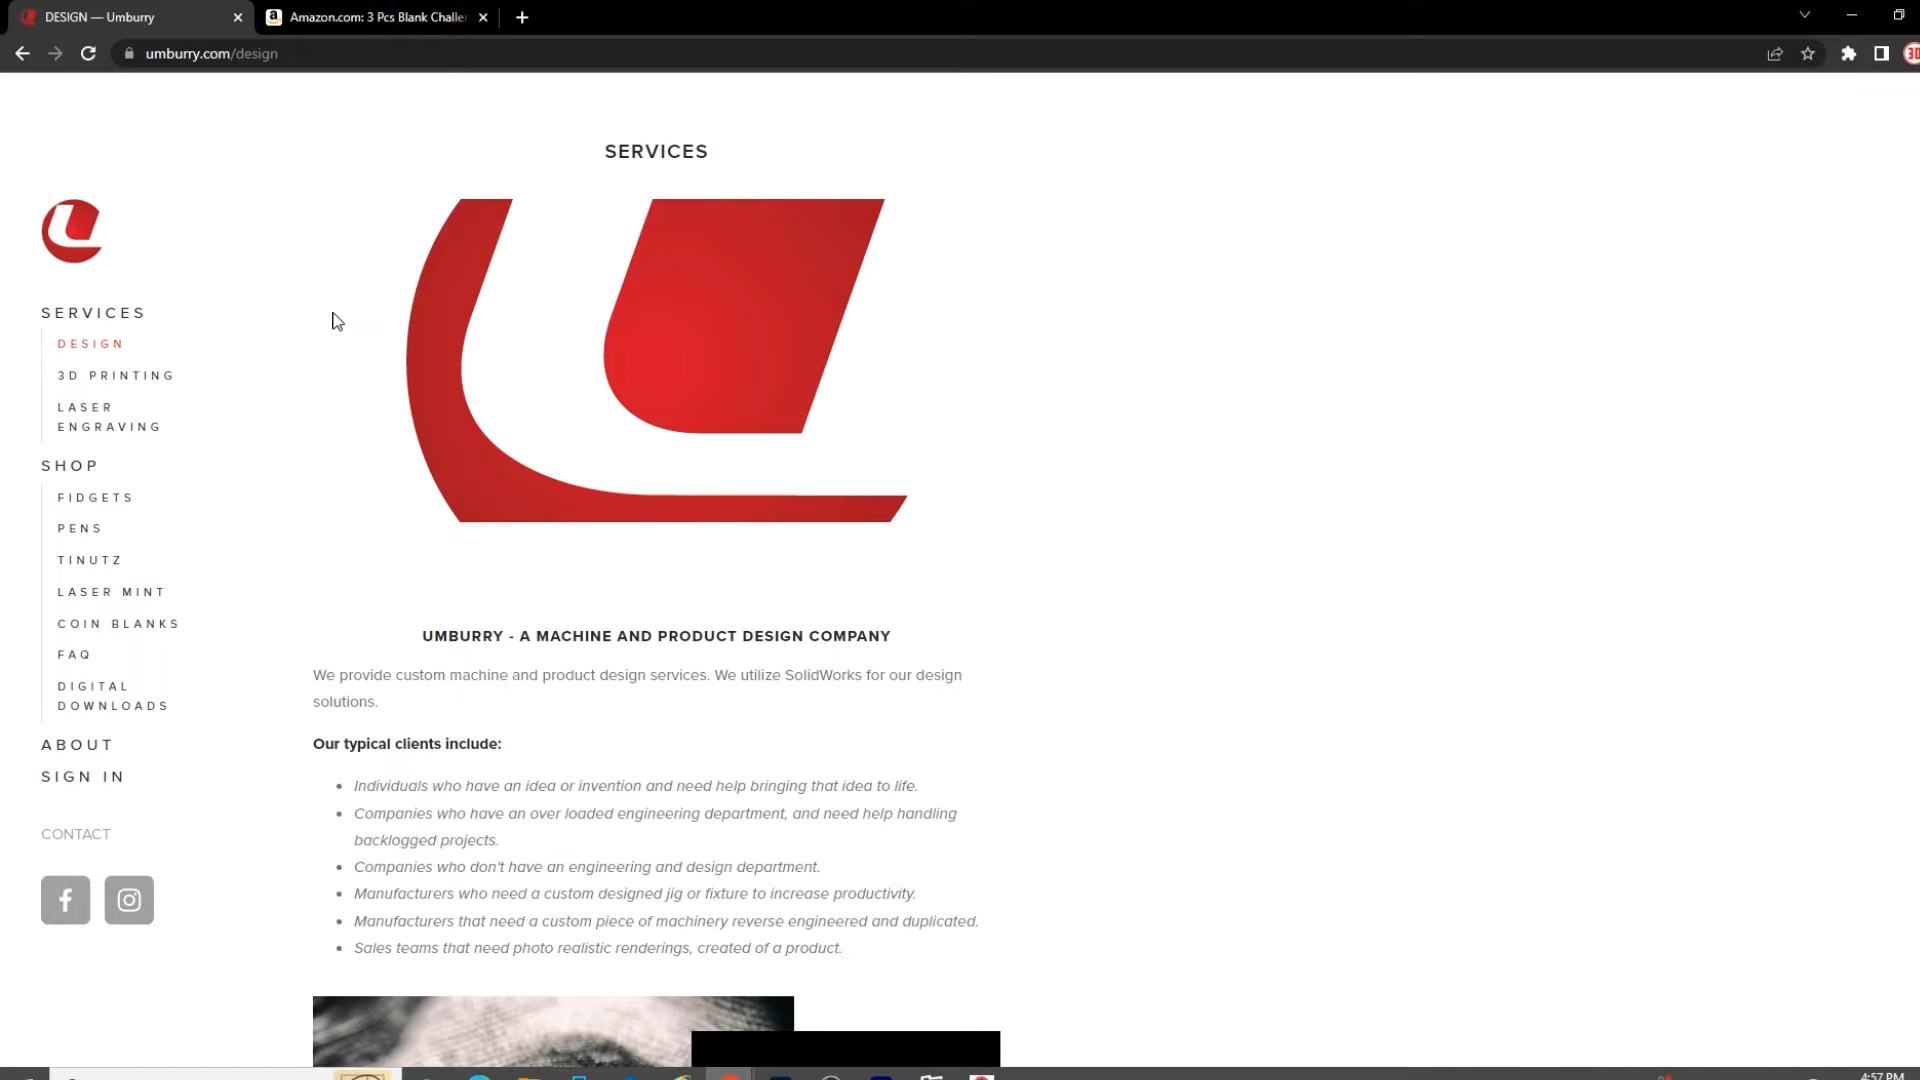 DESIGN — Umburry
Amazon.com: 3 Pcs Blank Challer
umburry.com/design
SERVICES
SERVICES
DESIGN
3D PRINTING
LASER
ENGRAVING
SHOP
FIDGETS
PENS
TINUTZ
LASER MINT
COIN BLANKS
FAQ
DIGITAL
DOWNLOADS
ABOUT
SIGN IN
CONTACT
UMBURRY - A MACHINE AND PRODUCT DESIGN COMPANY
We provide custom machine and product design services. We utilize SolidWorks for our design
solutions.
Our typical clients include:
• Individuals who have an idea or invention and need help bringing that idea to life.
• Companies who have an over loaded engineering department, and need help handling
backlogged projects.
• Companies who don't have an engineering and design department.
• Manufacturers who need a custom designed jig or fixture to increase productivity.
• Manufacturers that need a custom piece of machinery reverse engineered and duplicated.
• Sales teams that need photo realistic renderings, created of a product.
4:57 PM